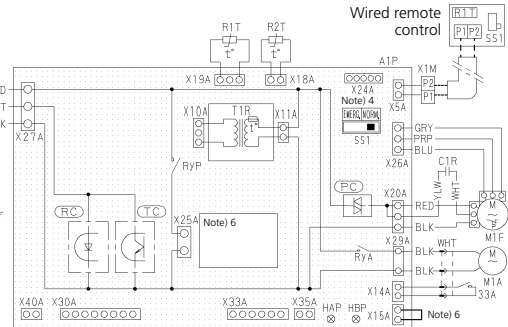 Wired remote
control
R1T
P1 P2
SS1
R1T
R2T
t°
t°
A1P
X19A
X18A
X24A
X1M
P2
P1
X5A
Note) 4
EMERG. NORM.
SS1
D
T
K
X27A
X10A
T1R
t°
X11A
GRY
PRP
BLU
X26A
RyP
C1R
YLW
WHT
PC
X20A
RED
BLK
M
M1F
RC
TC
X25A
Note) 6
X29A
RyA
BLK
BLK
WHT
M
M1A
X14A
33A
X40A
X30A
X33A
X35A
HAP
HBP
X15A
Note) 6